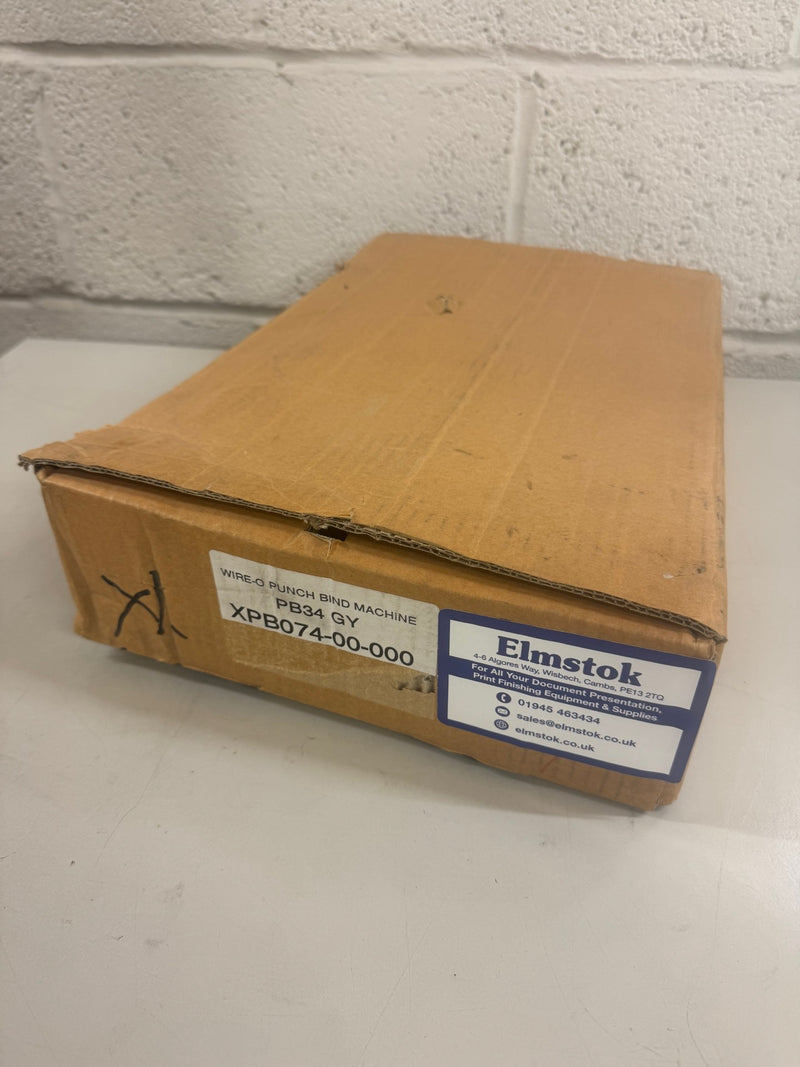 WIRE-O PUNCH BIND MACHINE
PB34 GY
XPB074-00-000
Elmstok
4-6 Algores Way, Wisbech, Cambs, PE13 2TQ
For All Your Document Presentation,
Print Finishing Equipment & Supplies
01945 463434
sales@elmstok.co.uk
elmstok.co.uk